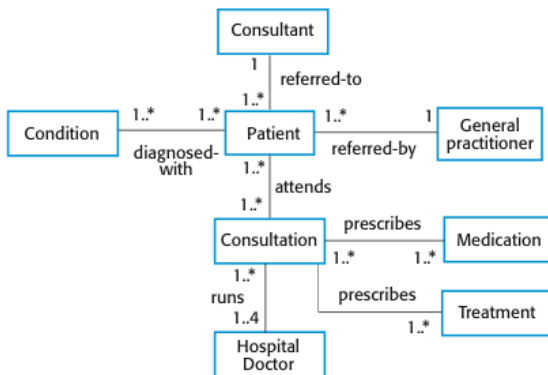 Consultant
1
referred-to
1..*
1..*
1..*
1..*
1
Condition
Patient
General
practitioner
diagnosed-
with
referred-by
1..*
attends
1..*
prescribes
Consultation
Medication
1..*
1..*
1..*
runs
prescribes
Treatment
1..4
1..*
Hospital
Doctor